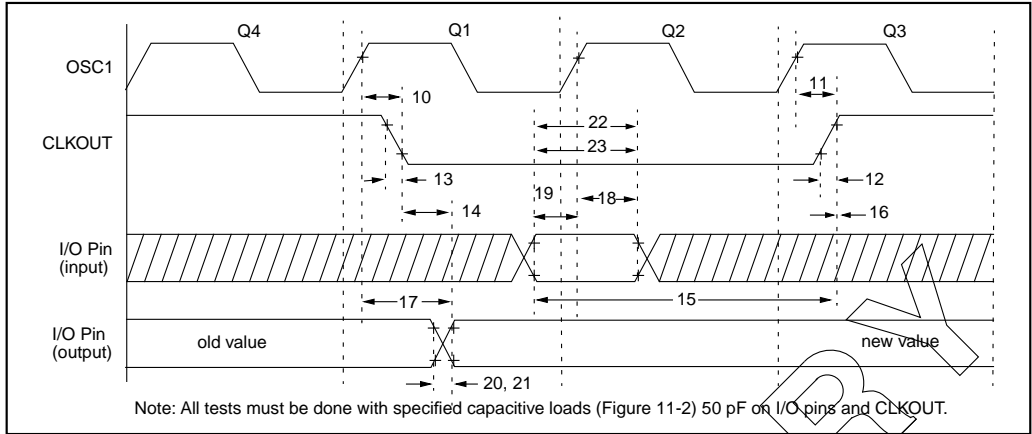 Q4 Q1 Q2 Q3
OSC1
10
11
CLKOUT
22
23
13
12
14
19
18
16
I/O Pin
(input)
17
15
I/O Pin
(output)
old value
new value
20, 21
Note: All tests must be done with specified capacitive loads (Figure 11-2) 50 pF on I/O pins and CLKOUT.